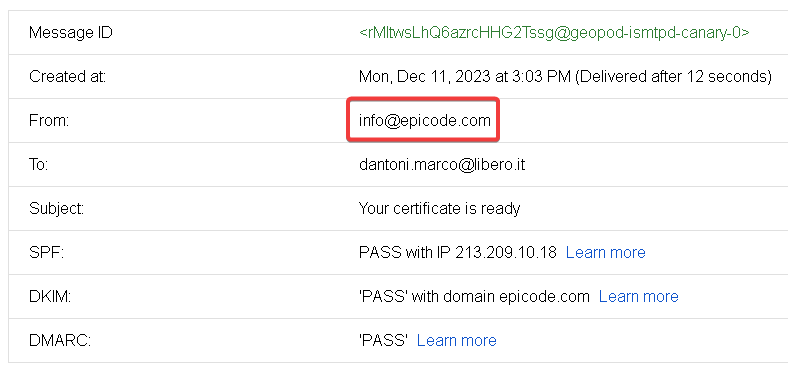 Message ID <rMltwsLhQ6azrcHHG2Tssg@geopod-ismtpd-canary-0>
Created at: Mon, Dec 11, 2023 at 3:03 PM (Delivered after 12 seconds)
From: info@epicode.com
To: dantoni.marco@libero.it
Subject: Your certificate is ready
SPF: PASS with IP 213.209.10.18 Learn more
DKIM: 'PASS' with domain epicode.com Learn more
DMARC: 'PASS' Learn more